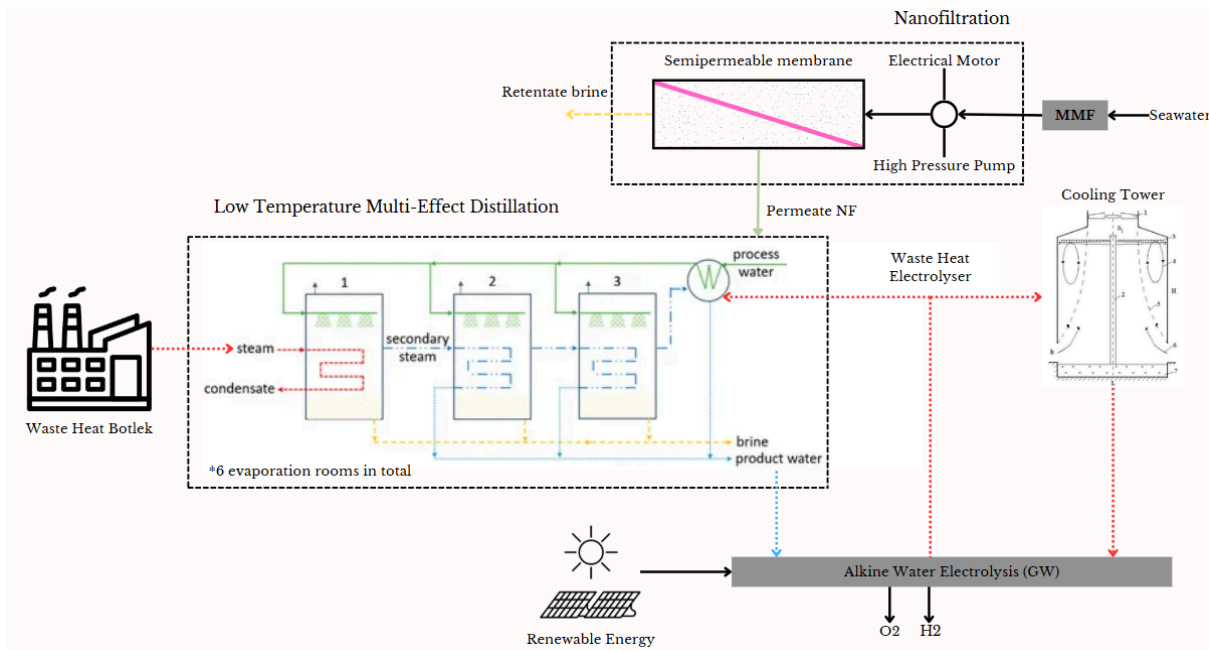 Nanofiltration
Semipermeable membrane
Electrical Motor
Retentate brine
MMF
Seawater
High Pressure Pump
Cooling Tower
Low Temperature Multi-Effect Distillation
Permeate NF
process
water
Waste Heat
Electrolyser
1
2
3
steam
secondary
steam
condensate
Waste Heat Botlek
brine
product water
*6 evaporation rooms in total
Alkine Water Electrolysis (GW)
Renewable Energy
O2
H2